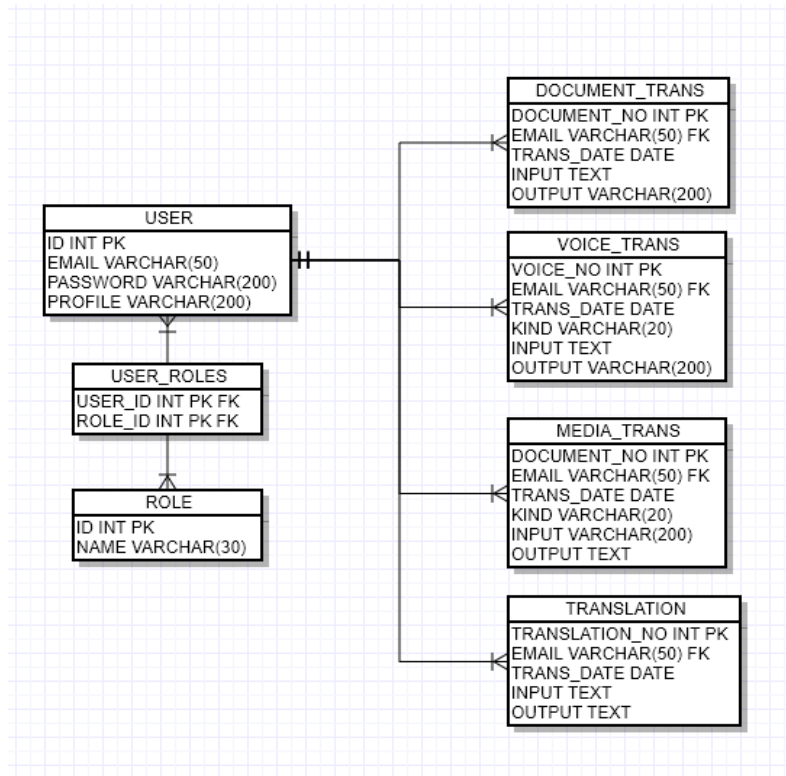 USER
ID INT PK
EMAIL VARCHAR(50)
PASSWORD VARCHAR(200)
PROFILE VARCHAR(200)
USER_ROLES
USER_ID INT PK FK
ROLE_ID INT PK FK
ROLE
ID INT PK
NAME VARCHAR(30)
DOCUMENT_TRANS
DOCUMENT_NO INT PK
EMAIL VARCHAR(50) FK
TRANS_DATE DATE
INPUT TEXT
OUTPUT VARCHAR(200)
VOICE_TRANS
VOICE_NO INT PK
EMAIL VARCHAR(50) FK
TRANS_DATE DATE
KIND VARCHAR(20)
INPUT TEXT
OUTPUT VARCHAR(200)
MEDIA_TRANS
DOCUMENT_NO INT PK
EMAIL VARCHAR(50) FK
TRANS_DATE DATE
KIND VARCHAR(20)
INPUT VARCHAR(200)
OUTPUT TEXT
TRANSLATION
TRANSLATION_NO INT PK
EMAIL VARCHAR(50) FK
TRANS_DATE DATE
INPUT TEXT
OUTPUT TEXT